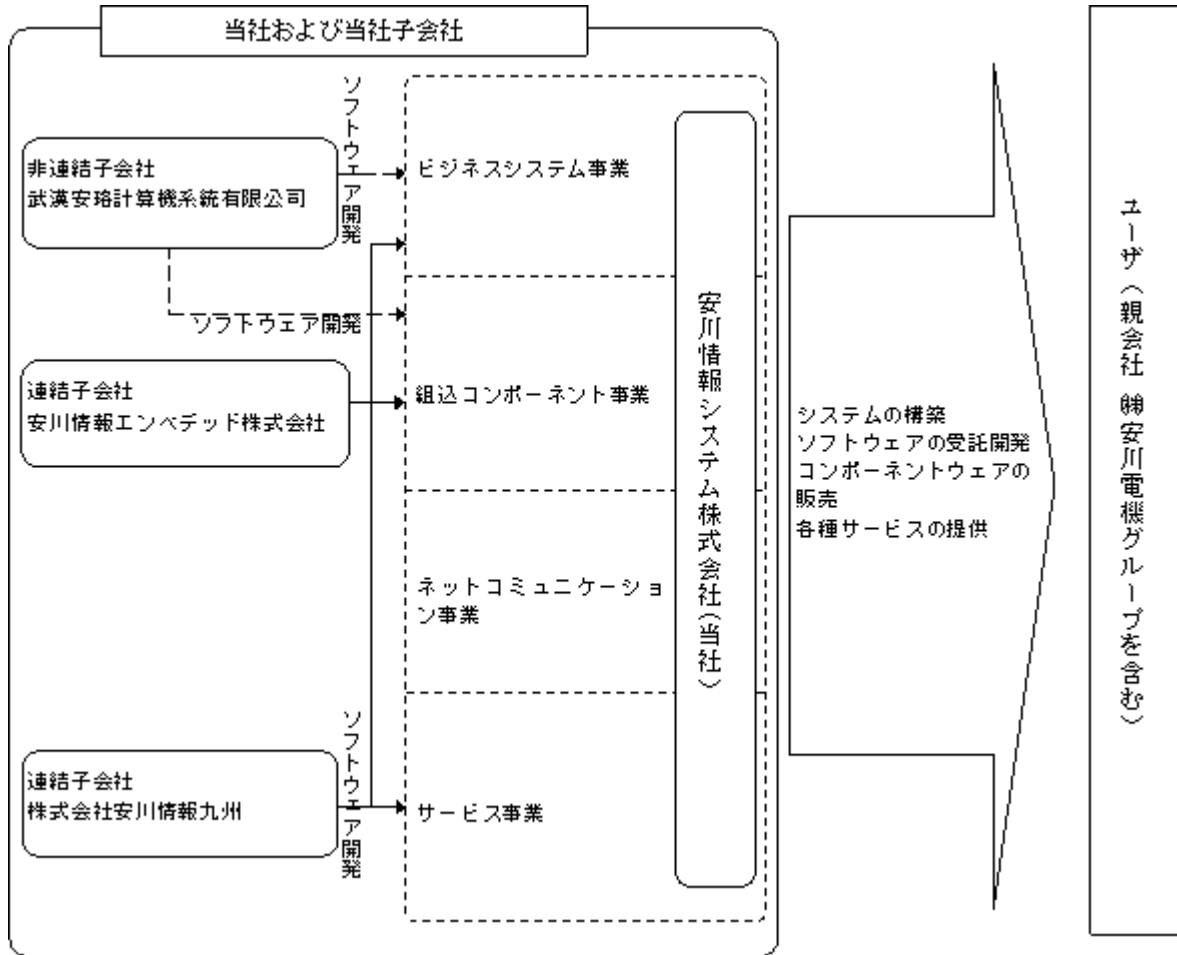 当社および当社子会社
ソフトウェア開発
非連結子会社
武漢安珞計算機系統有限公司
ビジネスシステム事業
ソフトウェア開発
連結子会社
安川情報エンベデッド株式会社
組込コンポーネント事業
ネットコミュニケーショ
ン事業
ソフトウェア開発
連結子会社
株式会社安川情報九州
サービス事業
安川情報システム株式会社(当社)
システムの構築
ソフトウェアの受託開発
コンポーネントウェアの
販売
各種サービスの提供
ユーザ(親会社 ㈱安川電機グループを含む)